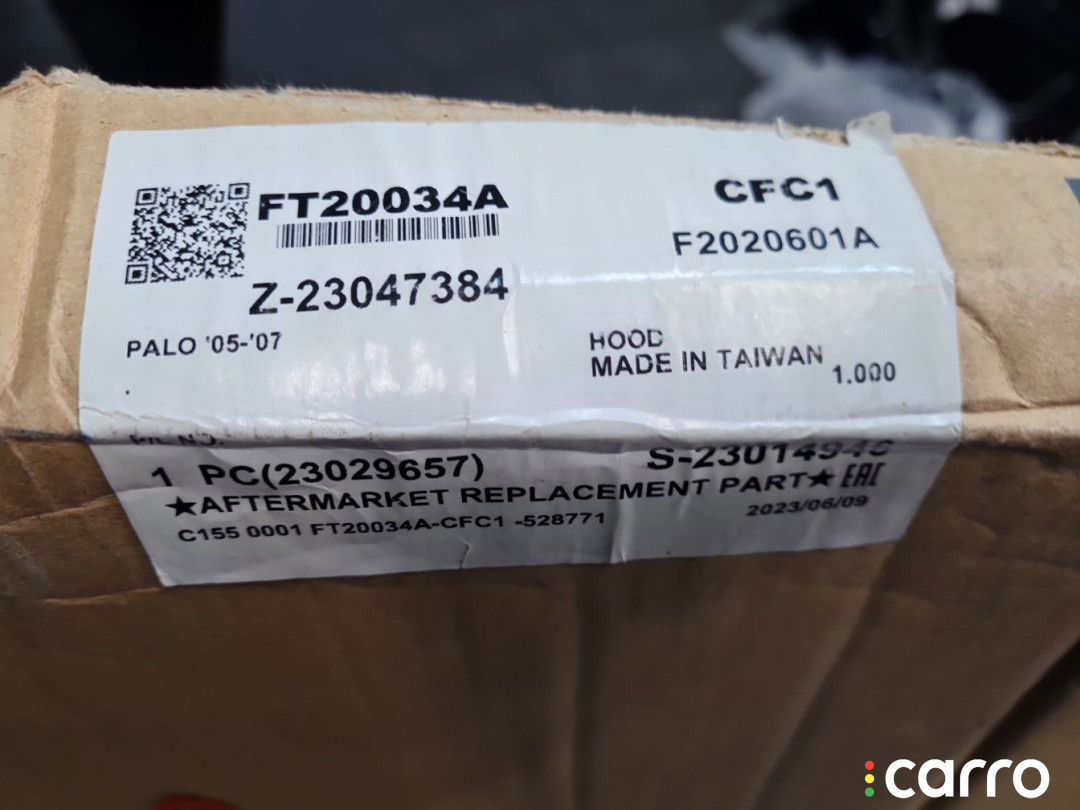 FT20034A
CFC1
F2020601A
Z-23047384
PALO '05-'07
HOOD
MADE IN TAIWAN
1.000
1 PC(23029657)
★AFTERMARKET REPLACEMENT PART★ EAC
C155 0001 FT20034A-CFC1 -528771
2023/06/09
carro